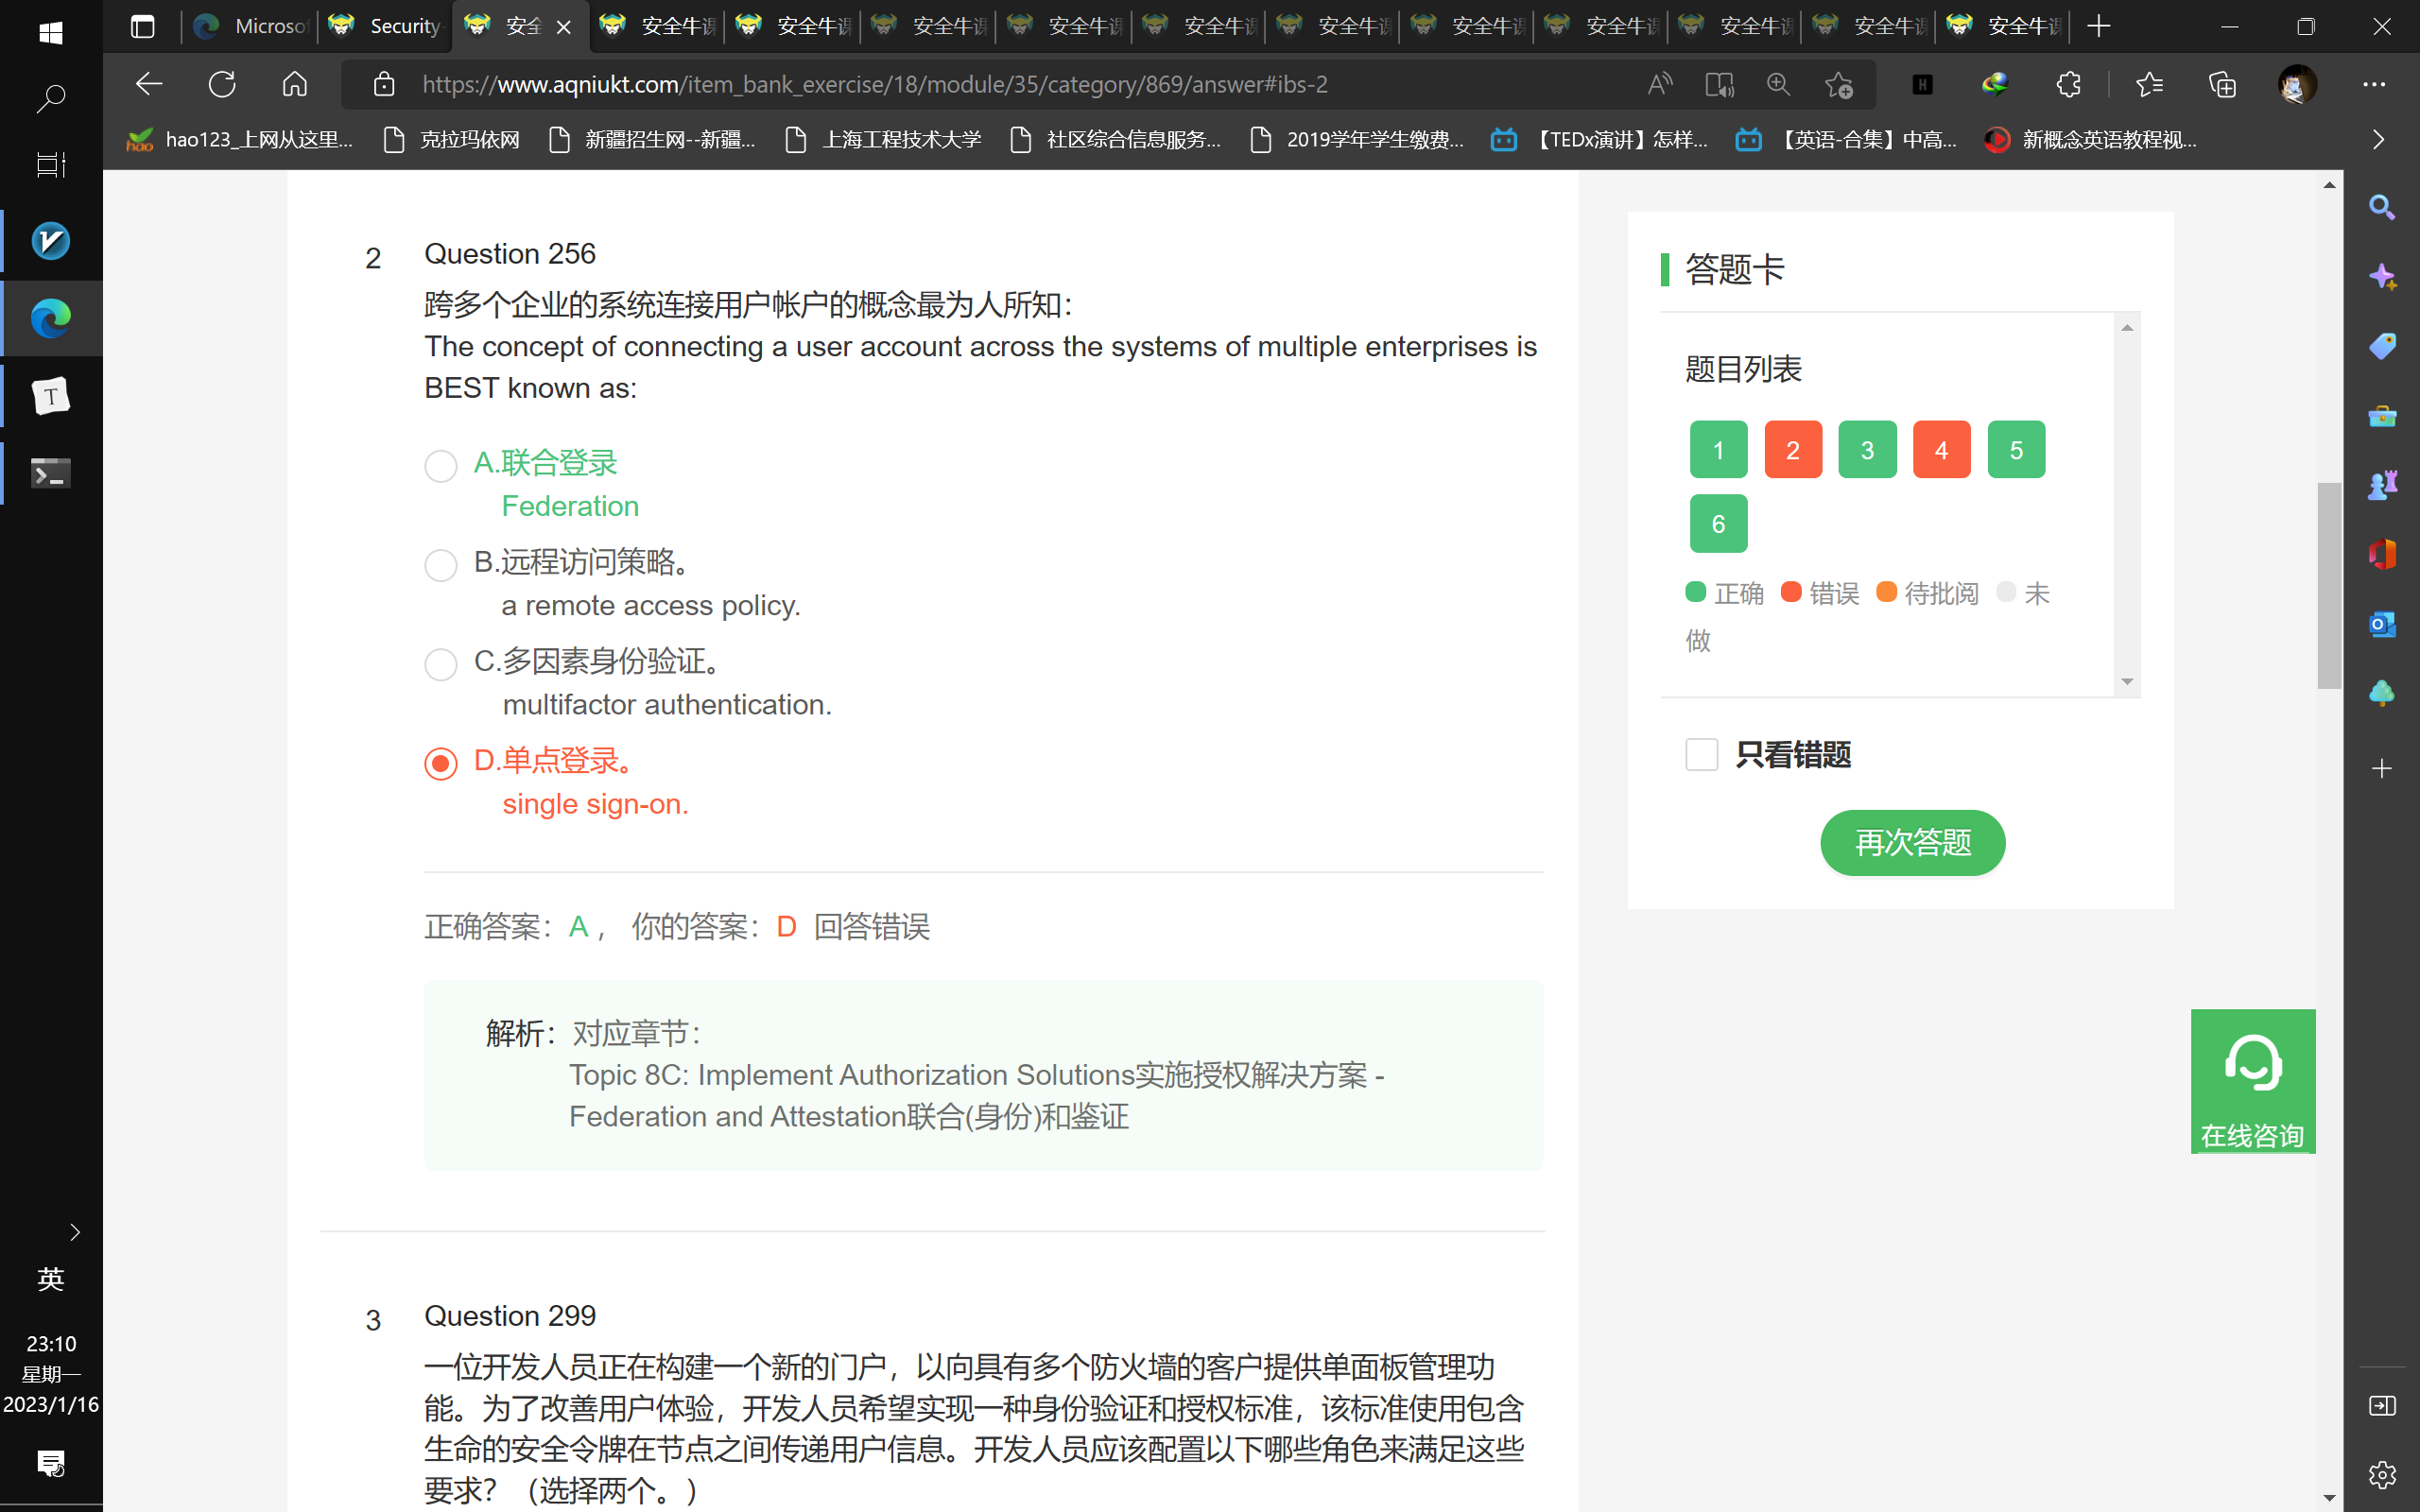 Microso
Security
安全
安全牛课
安全牛课
安全牛课
安全牛课
安全牛课
安全牛课
安全牛课
安全牛课
安全牛课
安全牛课
安全牛课
https://www.aqniukt.com/item_bank_exercise/18/module/35/category/869/answer#ibs-2
hao123_上网从这里...
克拉玛依网
新疆招生网--新疆...
上海工程技术大学
社区综合信息服务...
2019学年学生缴费...
【TEDx演讲】怎样...
【英语-合集】中高...
新概念英语教程视...
2
Question 256
跨多个企业的系统连接用户帐户的概念最为人所知：
The concept of connecting a user account across the systems of multiple enterprises is
BEST known as:
A.联合登录
Federation
B.远程访问策略。
a remote access policy.
C.多因素身份验证。
multifactor authentication.
D.单点登录。
single sign-on.
正确答案：A ， 你的答案：D 回答错误
解析：对应章节：
Topic 8C: Implement Authorization Solutions实施授权解决方案 -
Federation and Attestation联合(身份)和鉴证
3
Question 299
一位开发人员正在构建一个新的门户，以向具有多个防火墙的客户提供单面板管理功
能。为了改善用户体验，开发人员希望实现一种身份验证和授权标准，该标准使用包含
生命的安全令牌在节点之间传递用户信息。开发人员应该配置以下哪些角色来满足这些
要求？（选择两个。）
答题卡
题目列表
1 2 3 4 5
6
正确 错误 待批阅 未
做
只看错题
再次答题
在线咨询
英
23:10
星期一
2023/1/16